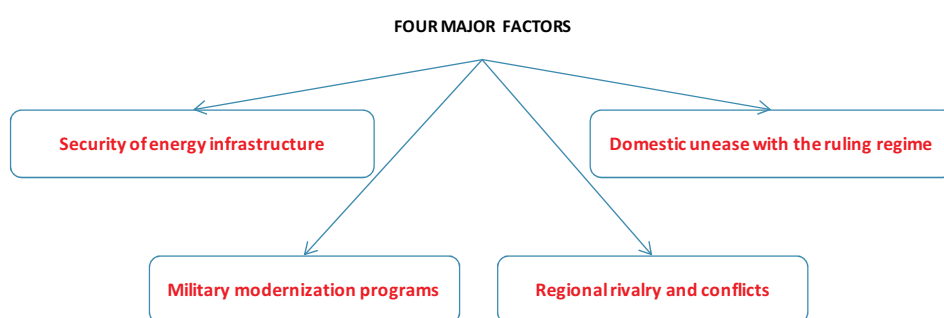 FOUR MAJOR FACTORS
Security of energy infrastructure
Domestic unease with the ruling regime
Military modernization programs
Regional rivalry and conflicts